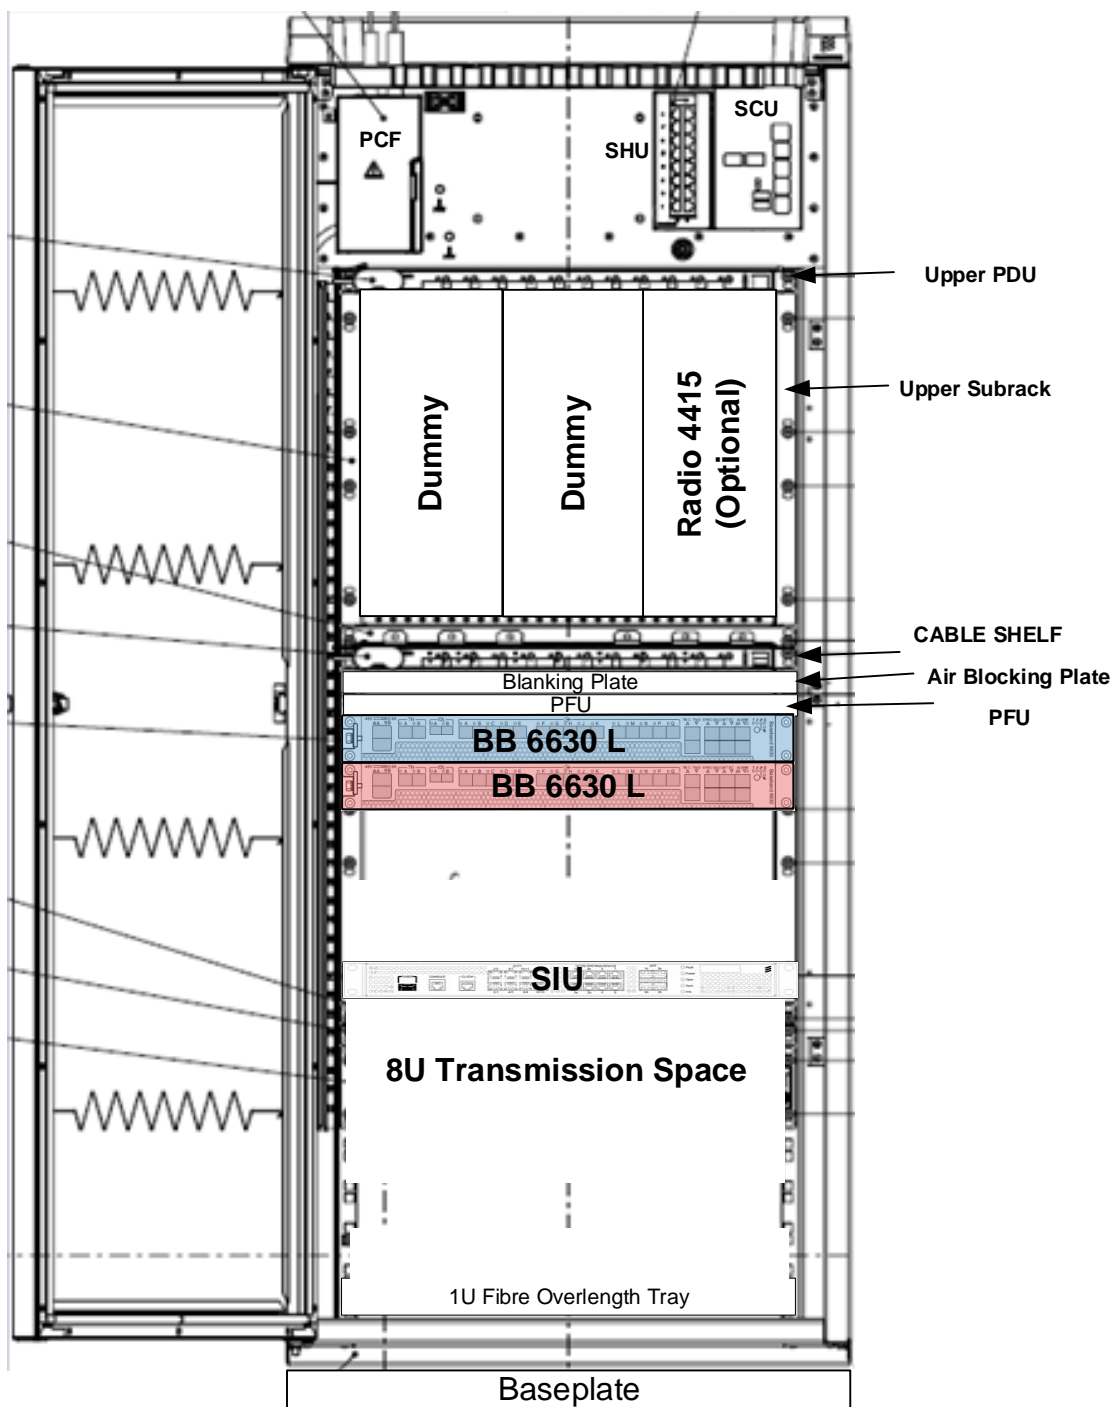 PCF
SHU
SCU
Upper PDU
Dummy
Dummy
Radio 4415
(Optional)
Upper Subrack
CABLE SHELF
Blanking Plate
Air Blocking Plate
PFU
PFU
BB 6630 L
BB 6630 L
SIU
8U Transmission Space
1U Fibre Overlength Tray
Baseplate